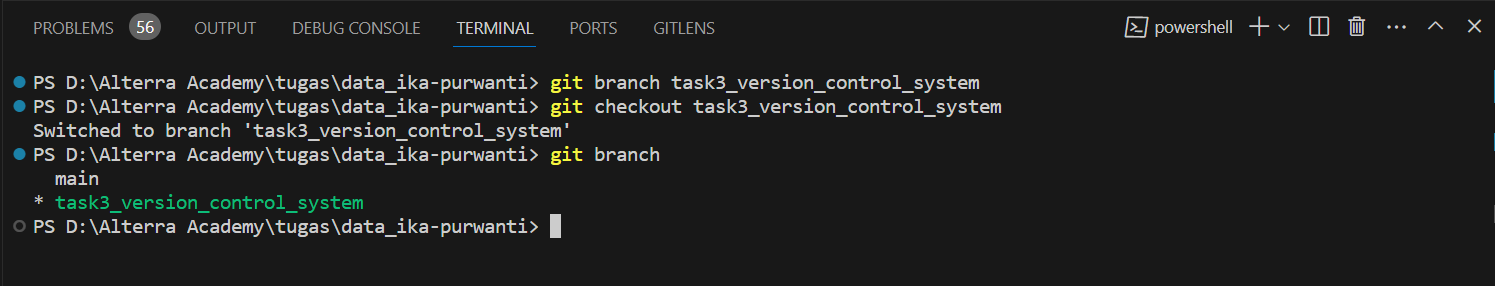 PROBLEMS 56 OUTPUT DEBUG CONSOLE TERMINAL PORTS GITLENS powershell
PS D:\Alterra Academy\tugas\data_ika-purwanti> git branch task3_version_control_system
PS D:\Alterra Academy\tugas\data_ika-purwanti> git checkout task3_version_control_system
Switched to branch 'task3_version_control_system'
PS D:\Alterra Academy\tugas\data_ika-purwanti> git branch
main
* task3_version_control_system
PS D:\Alterra Academy\tugas\data_ika-purwanti>